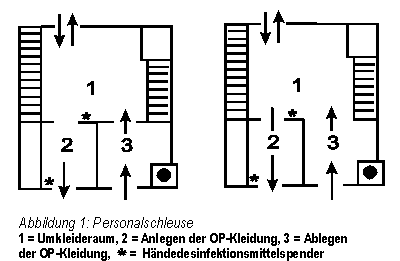 1 1
* *
2 3 2 3
* *
Abbildung 1: Personalschleuse
1 = Umkleideraum, 2 = Anlegen der OP-Kleidung, 3 = Ablegen
der OP-Kleidung, * = Händedesinfektionsmittelspender